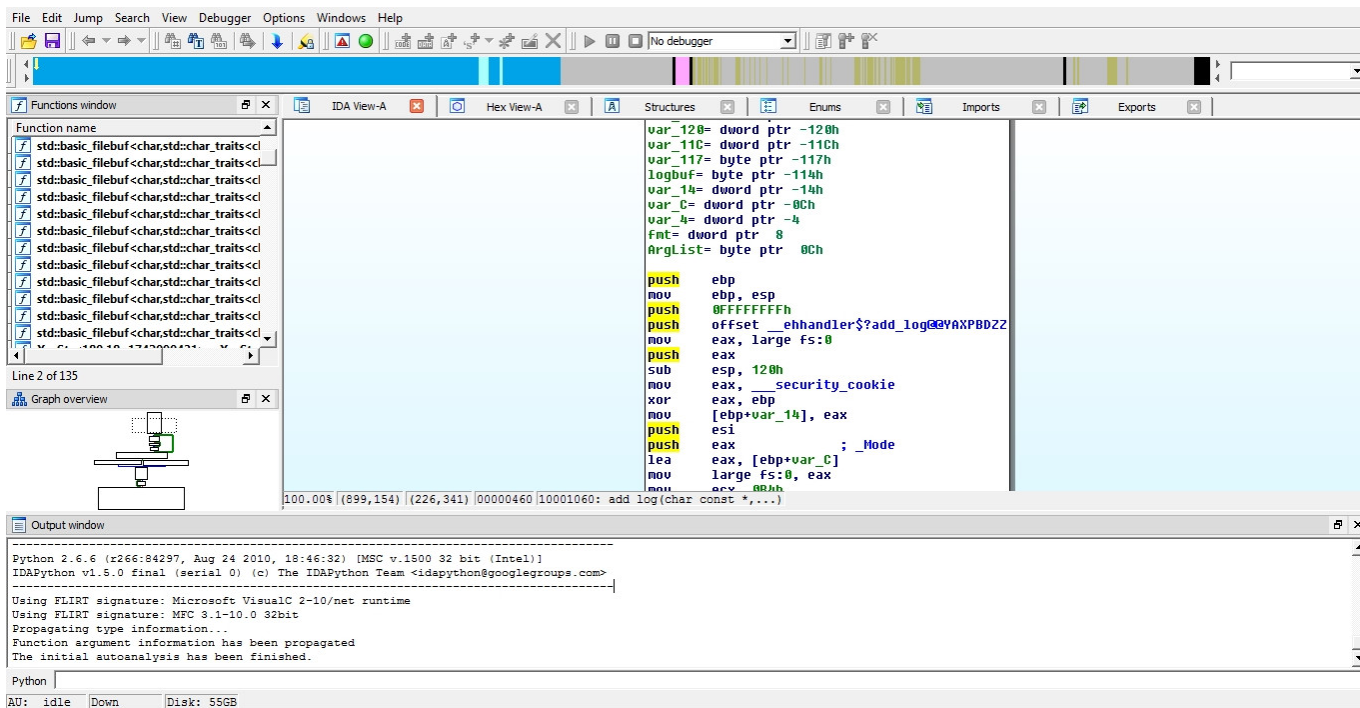 File Edit Jump Search View Debugger Options Windows Help
No debugger
Functions window
IDA View-A
Hex View-A
Structures
Enums
Imports
Exports
Function name
std::basic_filebuf<char,std::char_traits<cl
std::basic_filebuf<char,std::char_traits<cl
std::basic_filebuf<char,std::char_traits<cl
std::basic_filebuf<char,std::char_traits<cl
std::basic_filebuf<char,std::char_traits<cl
std::basic_filebuf<char,std::char_traits<cl
std::basic_filebuf<char,std::char_traits<cl
std::basic_filebuf<char,std::char_traits<cl
std::basic_filebuf<char,std::char_traits<cl
std::basic_filebuf<char,std::char_traits<cl
std::basic_filebuf<char,std::char_traits<cl
std::basic_filebuf<char,std::char_traits<cl
Line 2 of 135
Graph overview
var_120= dword ptr -120h
var_11C= dword ptr -11Ch
var_117= byte ptr -117h
logbuf= byte ptr -114h
var_14= dword ptr -14h
var_C= dword ptr -0Ch
var_4= dword ptr -4
fmt= dword ptr  8
ArgList= byte ptr  0Ch
push ebp
mov ebp, esp
push 0FFFFFFFFh
push offset __ehhandler$?add_log@@YAXPBDZZ
mov eax, large fs:0
push eax
sub esp, 120h
mov eax, ___security_cookie
xor eax, ebp
mov [ebp+var_14], eax
push esi
push eax ; _Mode
lea eax, [ebp+var_C]
mov large fs:0, eax
mov ecx, 0B4h
100.00% (899,154) (226,341) 00000460 10001060: add log(char const *,...)
Output window
Python 2.6.6 (r266:84297, Aug 24 2010, 18:46:32) [MSC v.1500 32 bit (Intel)]
IDAPython v1.5.0 final (serial 0) (c) The IDAPython Team <idapython@googlegroups.com>
Using FLIRT signature: Microsoft VisualC 2-10/net runtime
Using FLIRT signature: MFC 3.1-10.0 32bit
Propagating type information...
Function argument information has been propagated
The initial autoanalysis has been finished.
Python
AU: idle Down Disk: 55GB